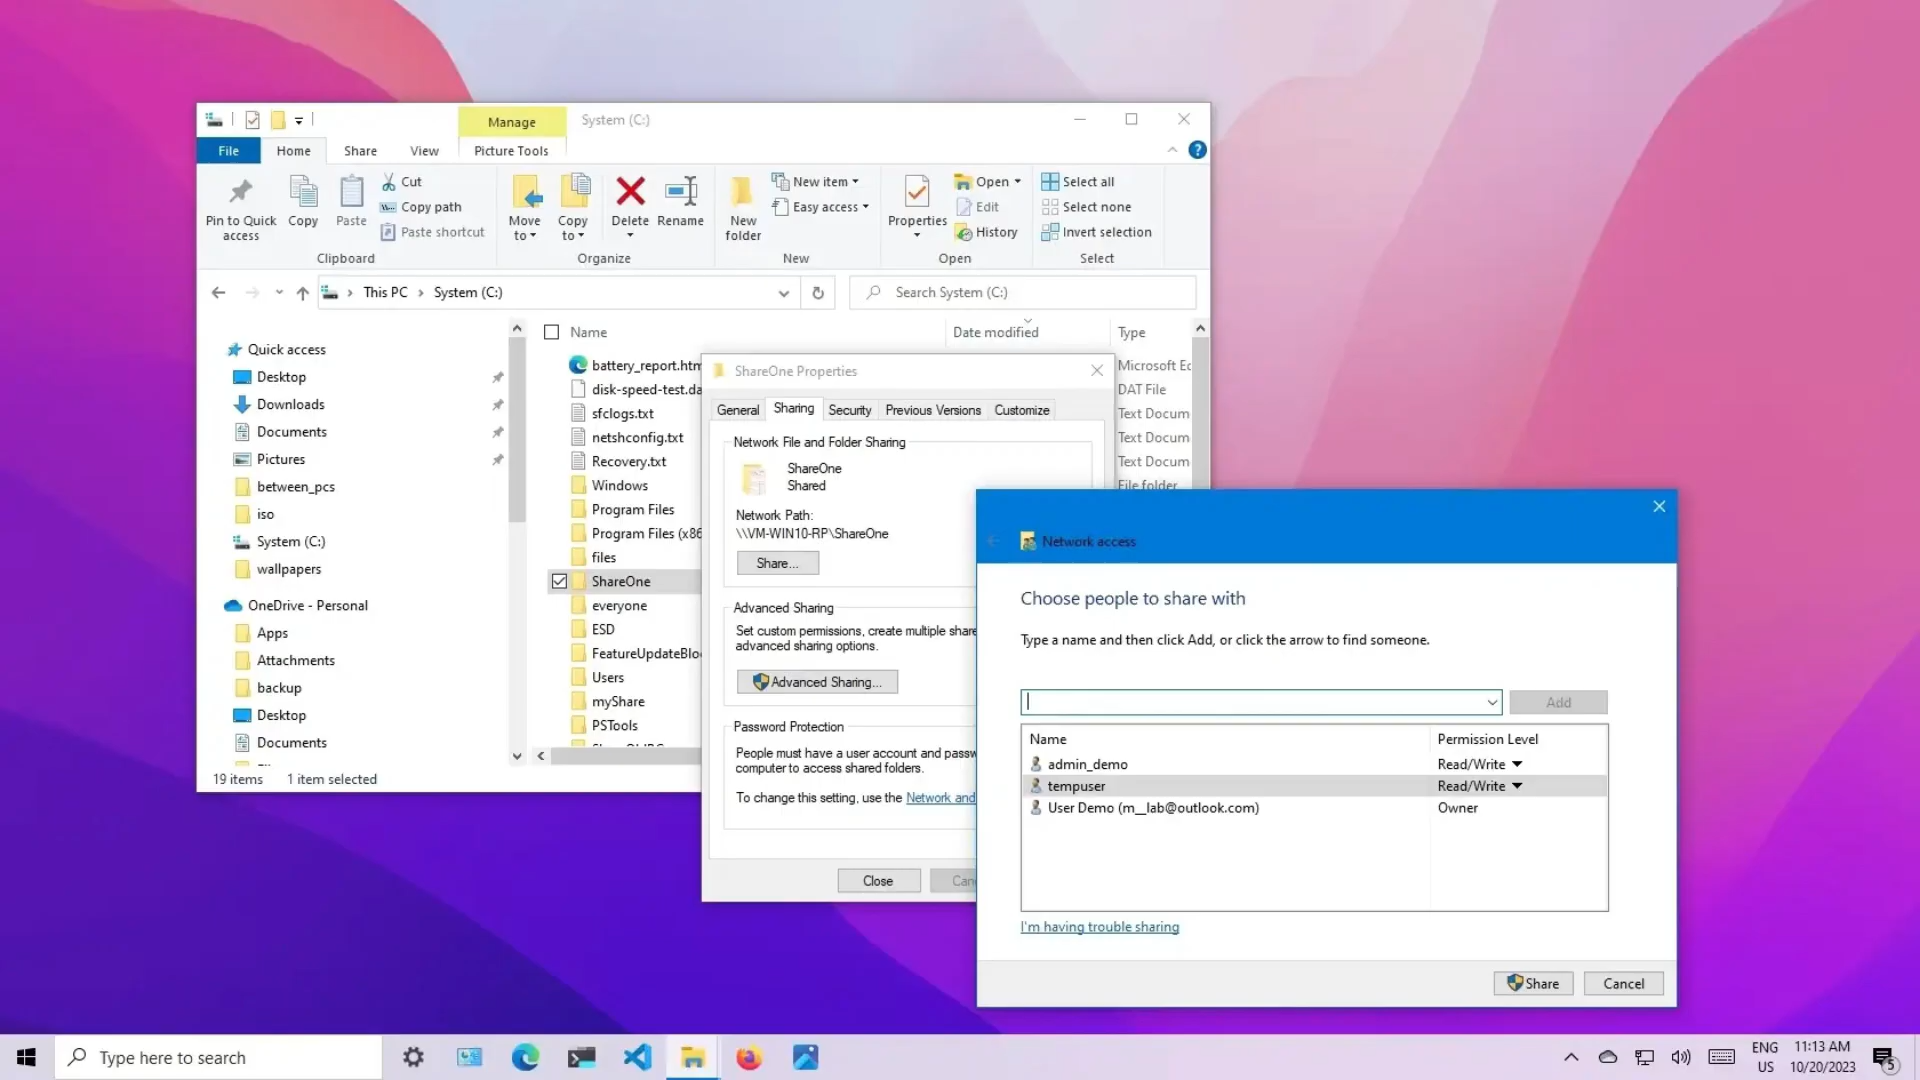 Manage
System (C:)
File
Home
Share
View
Picture Tools
Pin to Quick access
Copy
Paste
Cut
Copy path
Paste shortcut
Clipboard
Move to
Copy to
Delete
Rename
Organize
New folder
New item
Easy access
New
Properties
Open
Edit
History
Open
Select all
Select none
Invert selection
Select
This PC
System (C:)
Search System (C:)
Quick access
Desktop
Downloads
Documents
Pictures
between_pcs
iso
System (C:)
wallpapers
OneDrive - Personal
Apps
Attachments
backup
Desktop
Documents
Name
Date modified
Type
battery_report.htm
Microsoft Ec
disk-speed-test.da
DAT File
sfclogs.txt
Text Docum
netshconfig.txt
Text Docum
Recovery.txt
Text Docum
Windows
File folder
Program Files
Program Files (x86
files
ShareOne
everyone
ESD
FeatureUpdateBlo
Users
myShare
PSTools
19 items
1 item selected
ShareOne Properties
General
Sharing
Security
Previous Versions
Customize
Network File and Folder Sharing
ShareOne
Shared
Network Path:
\\VM-WIN10-RP\ShareOne
Share...
Advanced Sharing
Set custom permissions, create multiple share
advanced sharing options.
Advanced Sharing...
Password Protection
People must have a user account and passw
computer to access shared folders.
To change this setting, use the Network and
Close
Can
Network access
Choose people to share with
Type a name and then click Add, or click the arrow to find someone.
Add
Name
Permission Level
admin_demo
Read/Write
tempuser
Read/Write
User Demo (m__lab@outlook.com)
Owner
I'm having trouble sharing
Share
Cancel
Type here to search
ENG
US
11:13 AM
10/20/2023
5